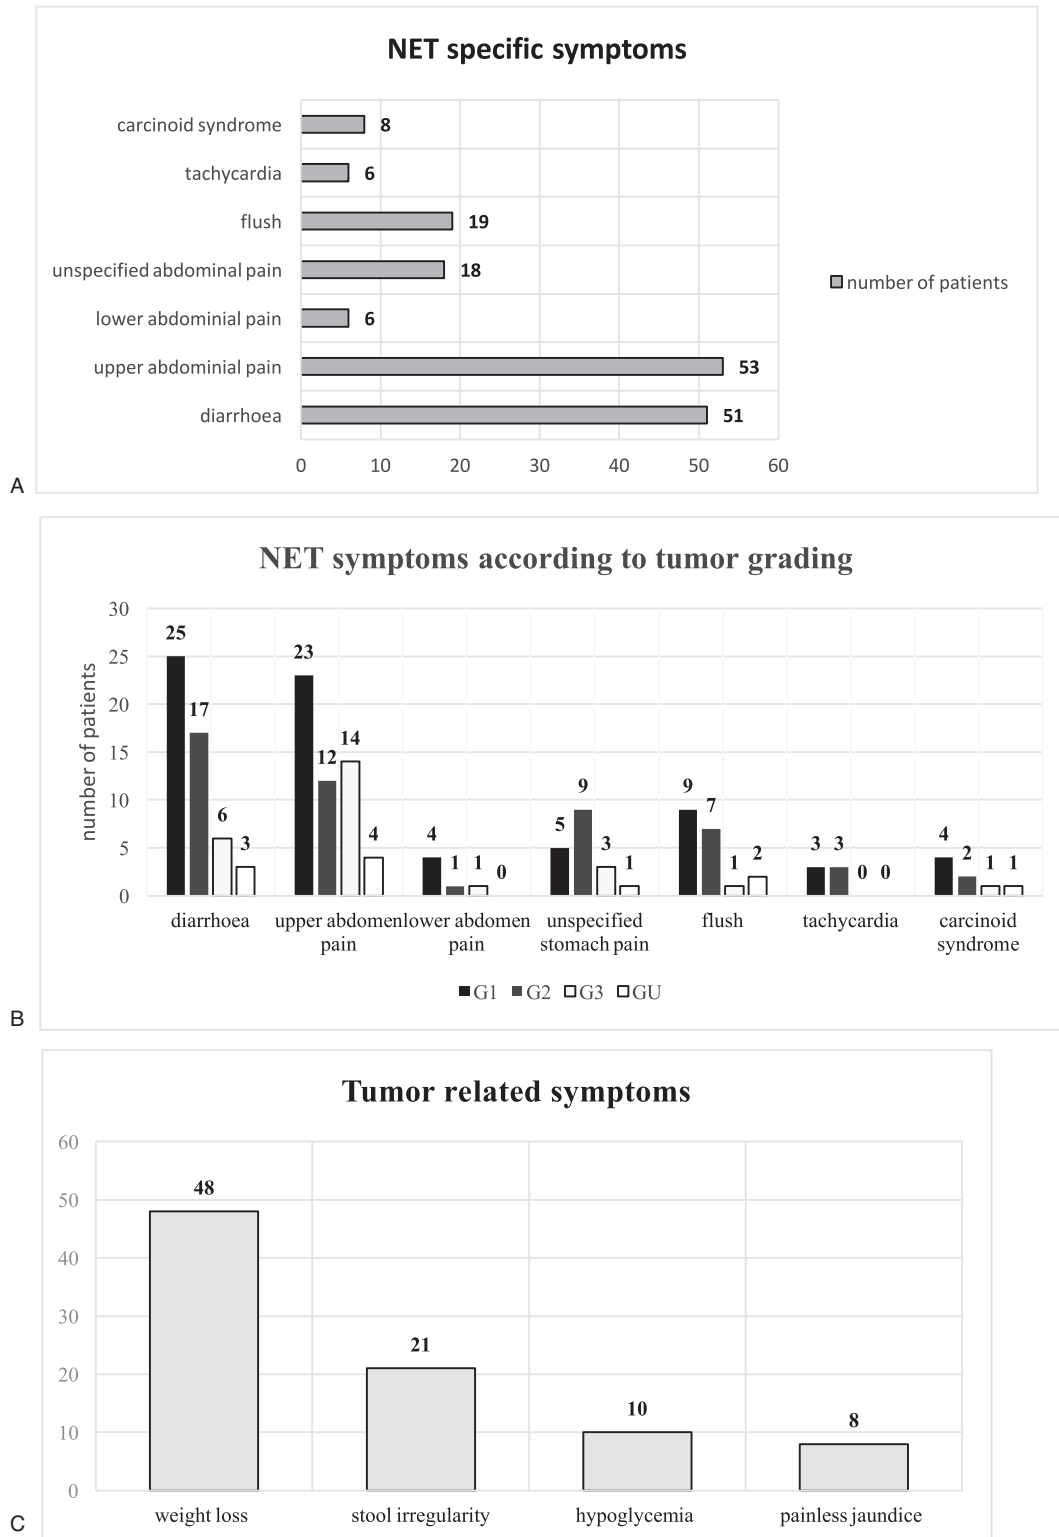 NET specific symptoms
carcinoid syndrome 8
tachycardia 6
flush 19
unspecified abdominal pain 18
lower abdominial pain 6
upper abdominial pain 53
diarrhoea 51
number of patients
0 10 20 30 40 50 60
A
NET symptoms according to tumor grading
number of patients
30
25
20
15
10
5
0
25 17 6 3
23 12 14 4
4 1 1 0
5 9 3 1
9 7 1 2
3 3 0 0
4 2 1 1
diarrhoea upper abdomen lower abdomen unspecified flush tachycardia carcinoid
pain pain stomach pain syndrome
G1 G2 G3 GU
B
Tumor related symptoms
60
50
40
30
20
10
0
48 21 10 8
weight loss stool irregularity hypoglycemia painless jaundice
C